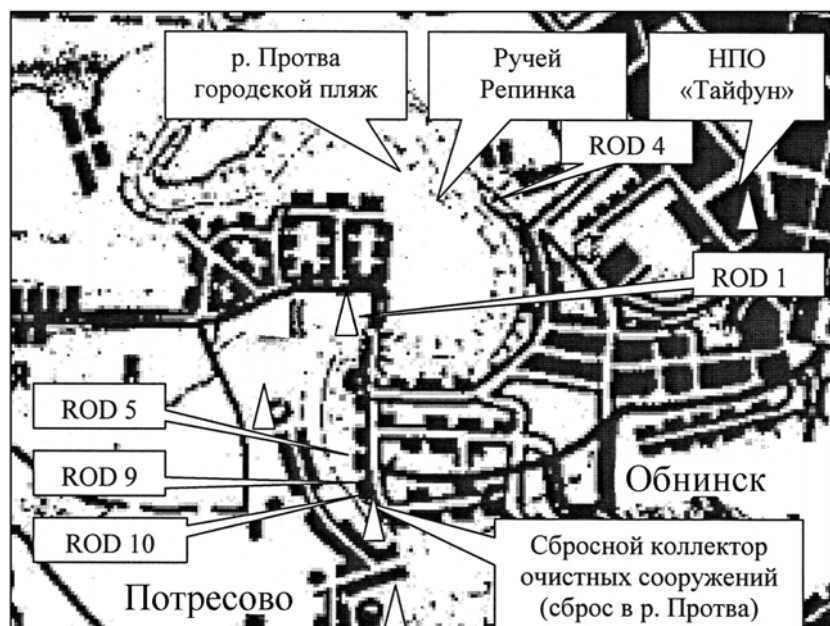 р. Протва
городской пляж
Ручей
Репинка
НПО
«Тайфун»
ROD 4
ROD 1
ROD 5
ROD 9
ROD 10
Обнинск
Сбросной коллектор
очистных сооружений
(сброс в р. Протва)
Потресово